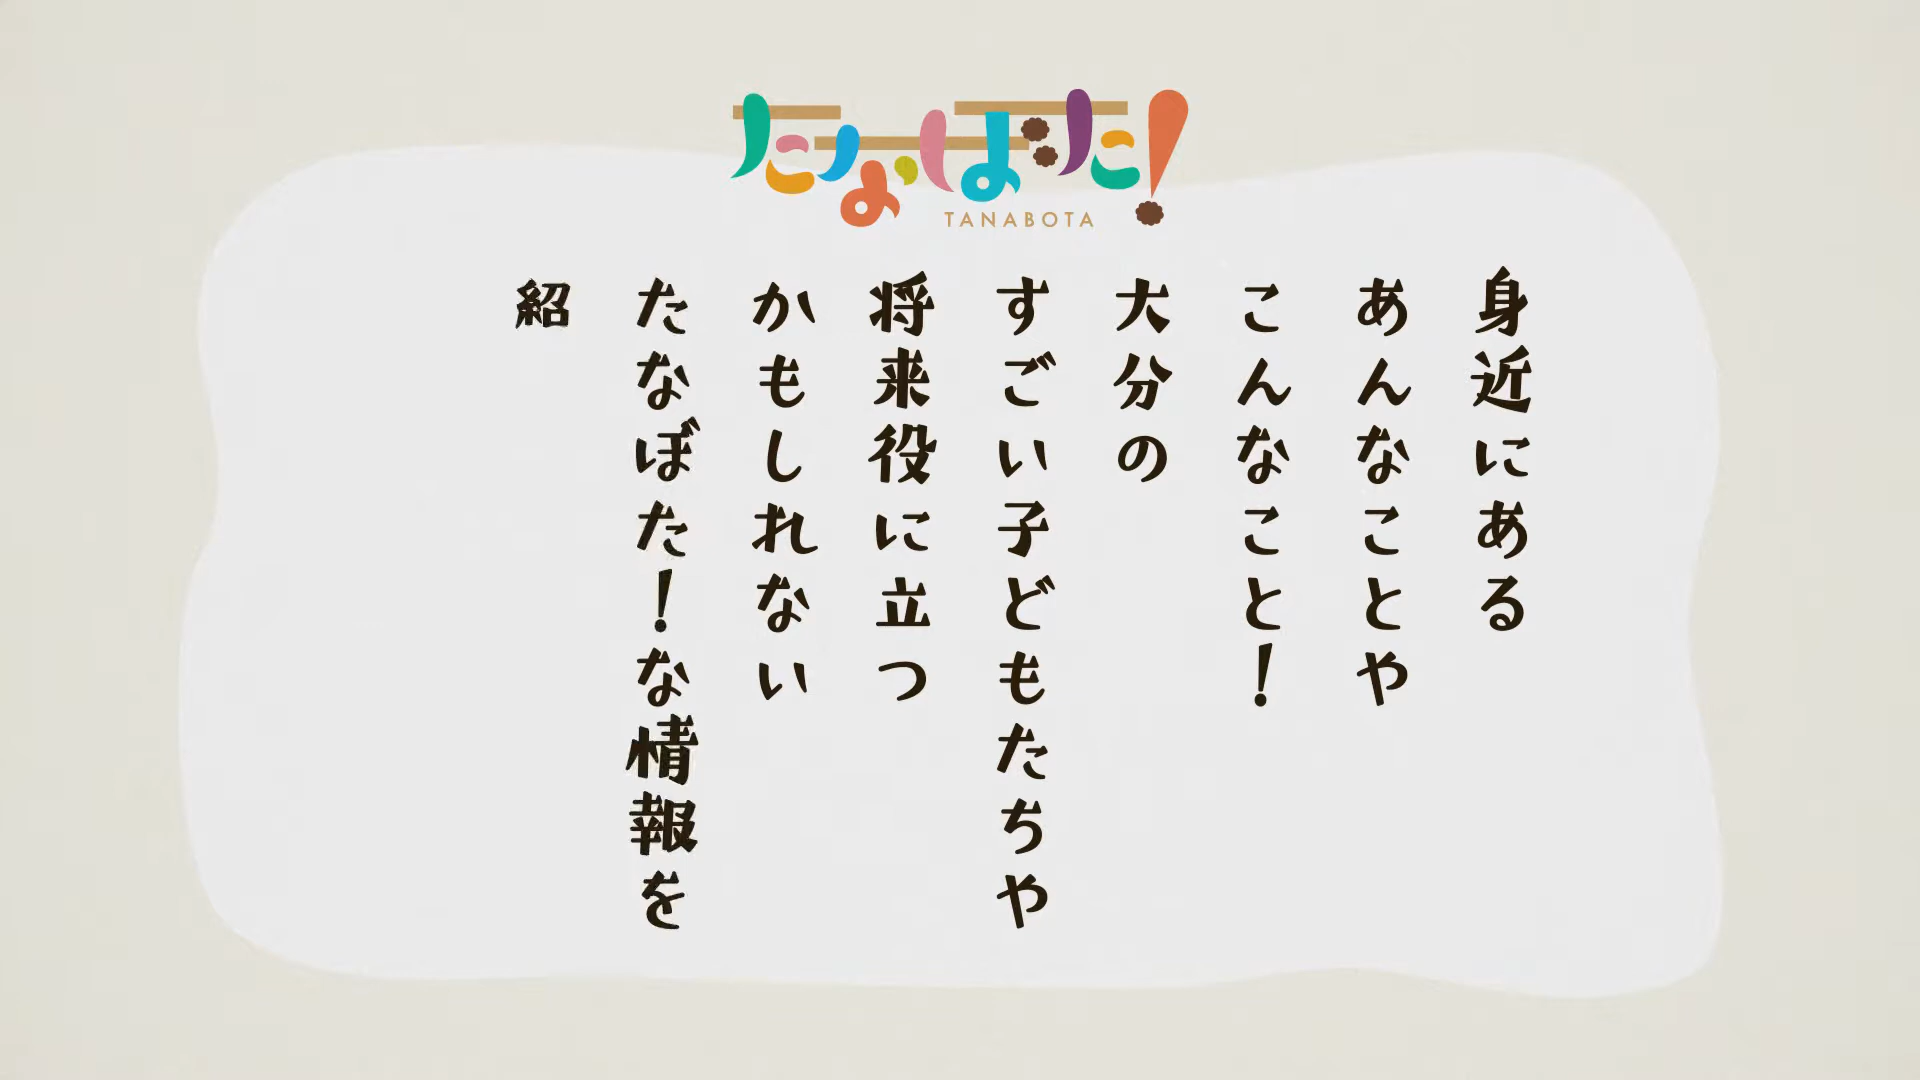 たなぼた!
TANABOTA
身近にある
あんなことや
こんなこと!
大分の
すごい子どもたちや
将来役に立つ
かもしれない
たなぼた!な情報を
紹